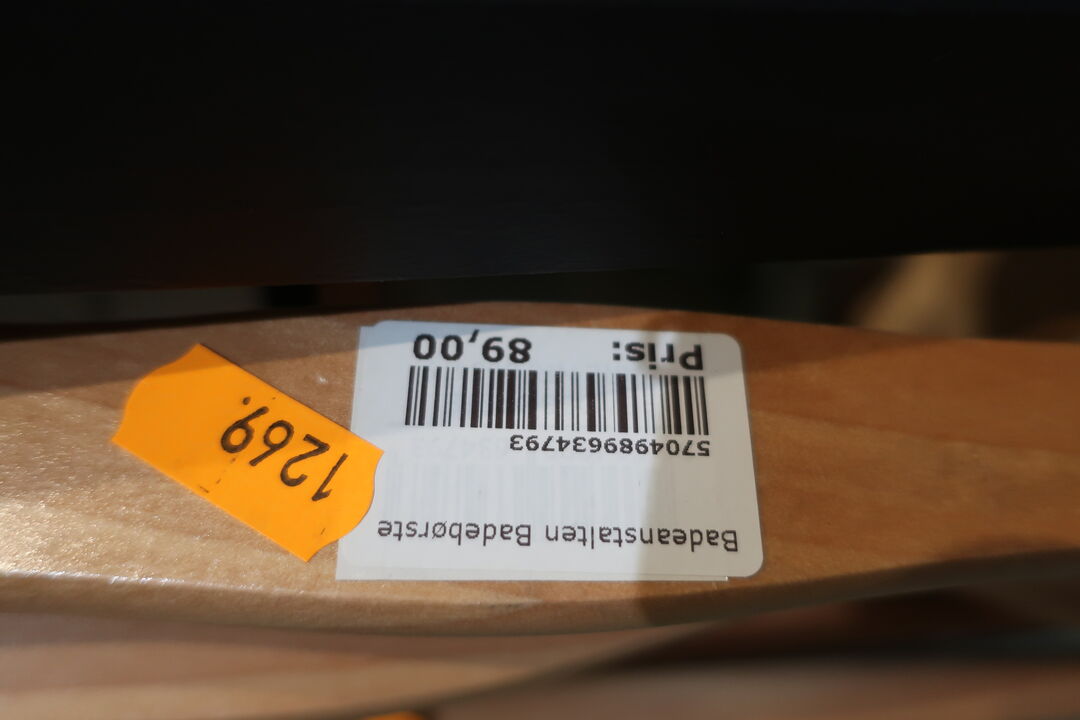 Badeanstalten Badebørste
5704989634793
Pris: 89,00
1269.